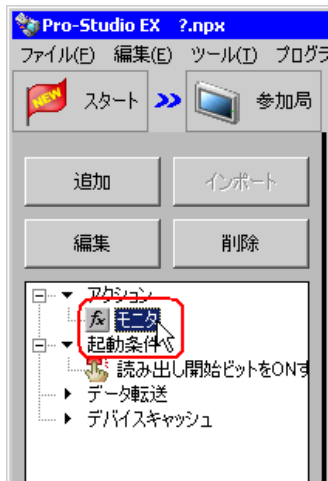 Pro-Studio EX ?.npx
ファイル(F) 編集(E) ツール(T) プログラ
NEW スタート 参加局
追加 インポート
編集 削除
アクション
fx モニタ
起動条件
読み出し開始ビットをONす
データ転送
デバイスキャッシュ